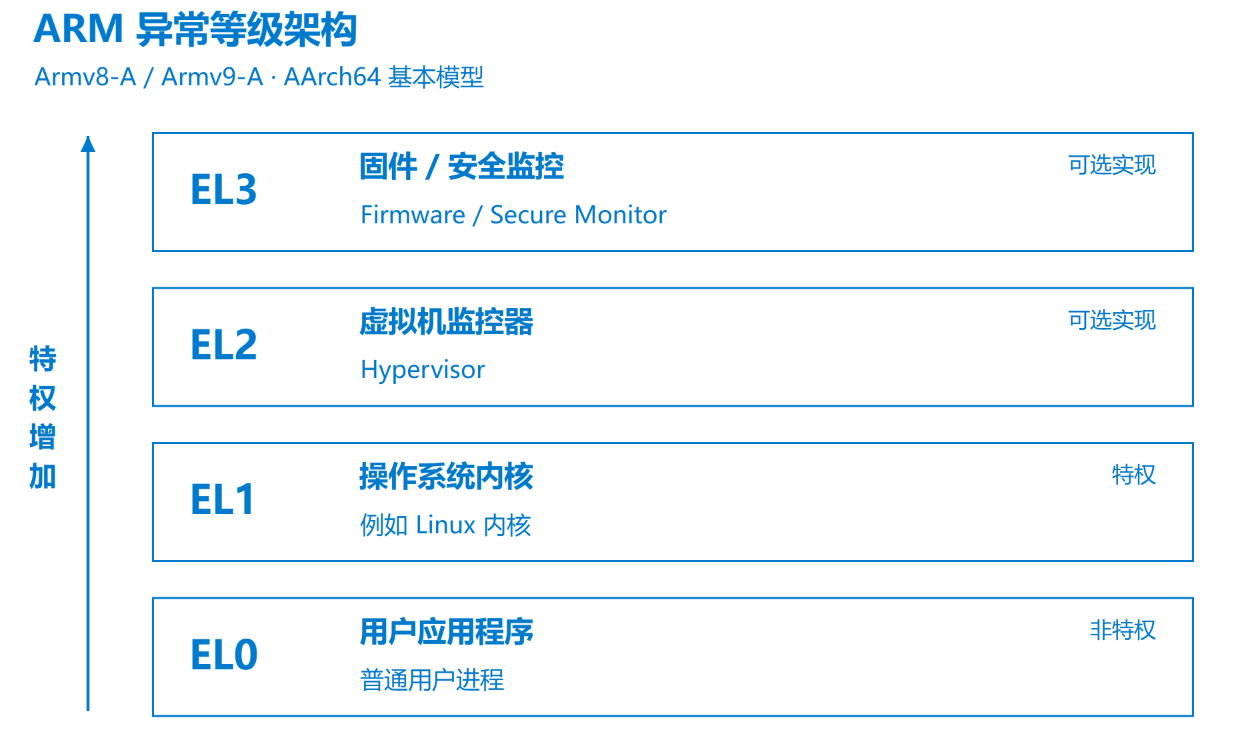 ARM 异常等级架构
Armv8-A / Armv9-A · AArch64 基本模型
特权增加
EL3
固件 / 安全监控
Firmware / Secure Monitor
可选实现
EL2
虚拟机监控器
Hypervisor
可选实现
EL1
操作系统内核
例如 Linux 内核
特权
EL0
用户应用程序
普通用户进程
非特权